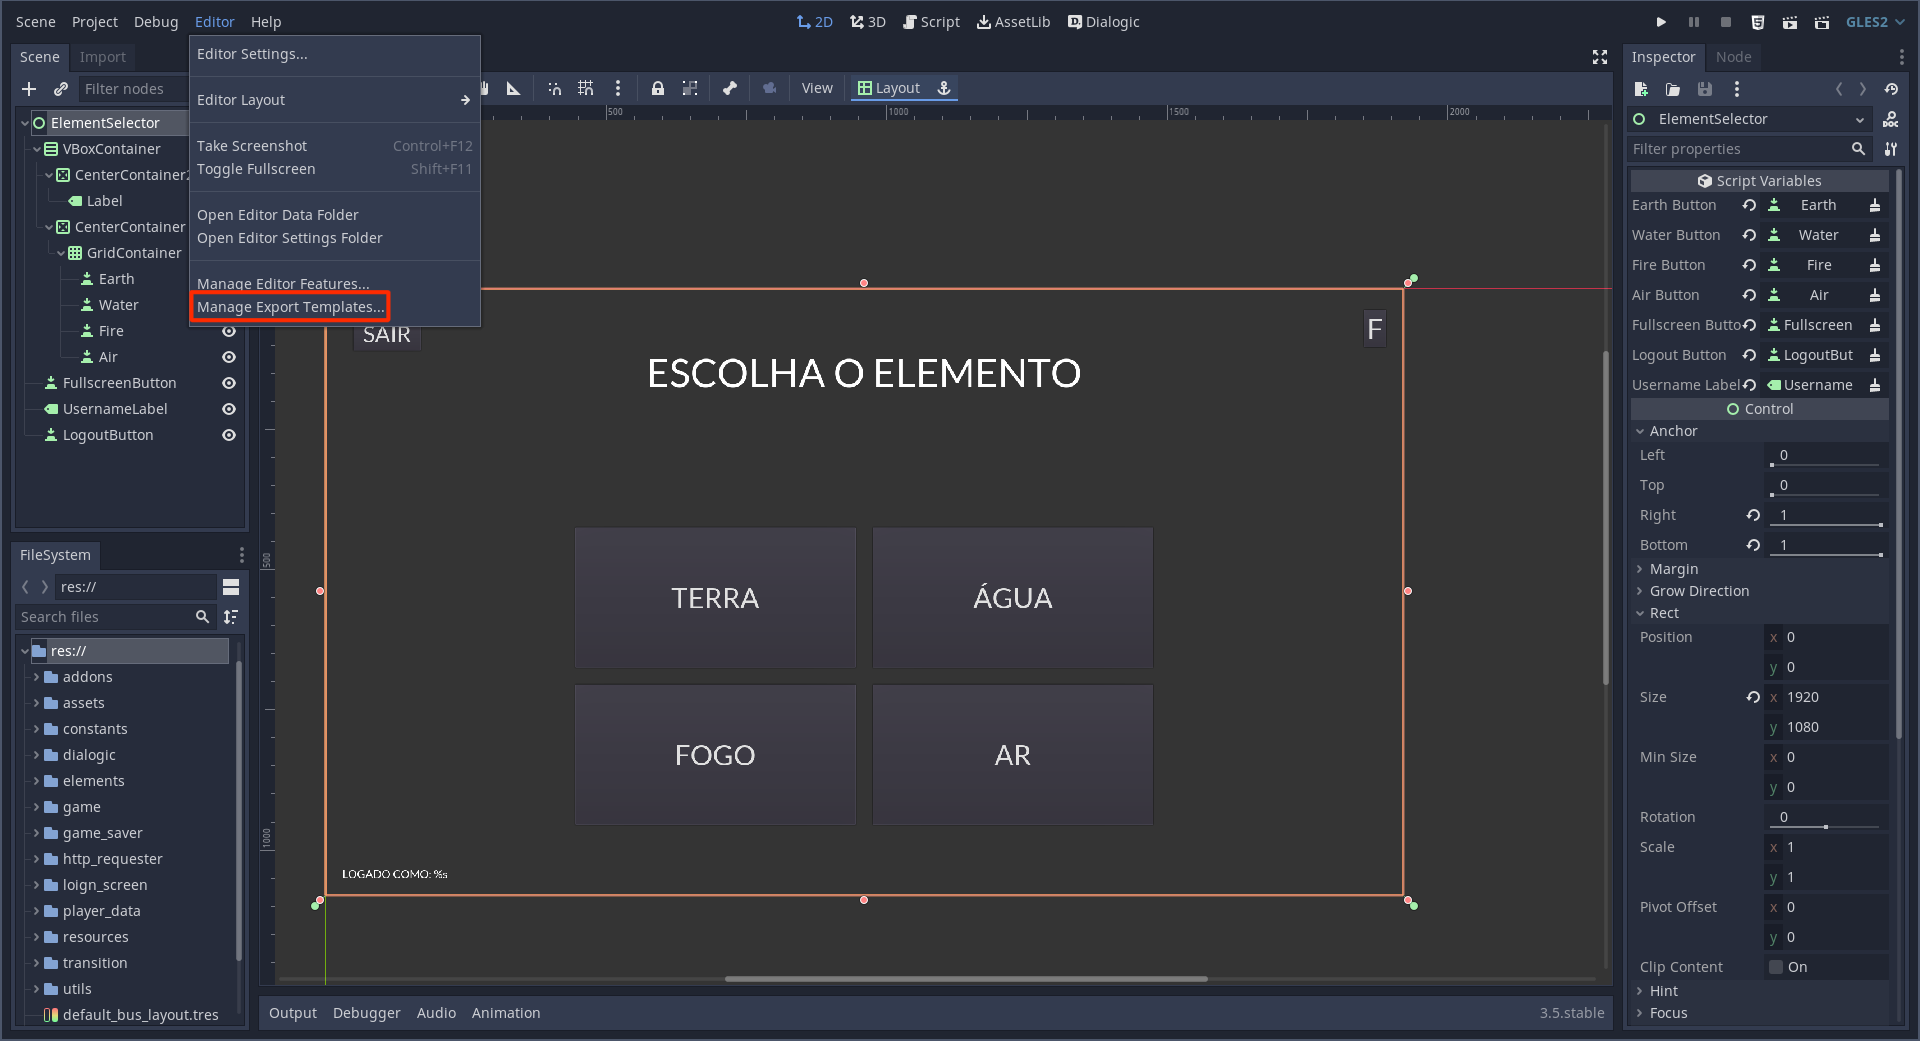 Scene Project Debug Editor Help
2D 3D Script AssetLib Dialogic
GLES2
Scene Import
Filter nodes
ElementSelector
VBoxContainer
CenterContainer2
Label
CenterContainer
GridContainer
Earth
Water
Fire
Air
FullscreenButton
UsernameLabel
LogoutButton
Editor Settings...
Editor Layout
Take Screenshot Control+F12
Toggle Fullscreen Shift+F11
Open Editor Data Folder
Open Editor Settings Folder
Manage Editor Features...
Manage Export Templates...
View Layout
500 1000 1500 2000
500
1000
SAIR
F
ESCOLHA O ELEMENTO
TERRA ÁGUA
FOGO AR
LOGADO COMO: %s
FileSystem
res://
Search files
res://
addons
assets
constants
dialogic
elements
game
game_saver
http_requester
loign_screen
player_data
resources
transition
utils
default_bus_layout.tres
Output Debugger Audio Animation 3.5.stable
Inspector Node
ElementSelector
DOC
Filter properties
Script Variables
Earth Button Earth
Water Button Water
Fire Button Fire
Air Button Air
Fullscreen Butto Fullscreen
Logout Button LogoutBut
Username Label Username
Control
Anchor
Left 0
Top 0
Right 1
Bottom 1
Margin
Grow Direction
Rect
Position x 0
y 0
Size x 1920
y 1080
Min Size x 0
y 0
Rotation 0
Scale x 1
y 1
Pivot Offset x 0
y 0
Clip Content On
Hint
Focus